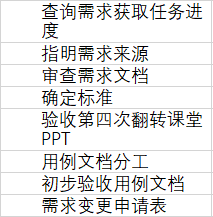 查询需求获取任务进
度
指明需求来源
审查需求文档
确定标准
验收第四次翻转课堂
PPT
用例文档分工
初步验收用例文档
需求变更申请表